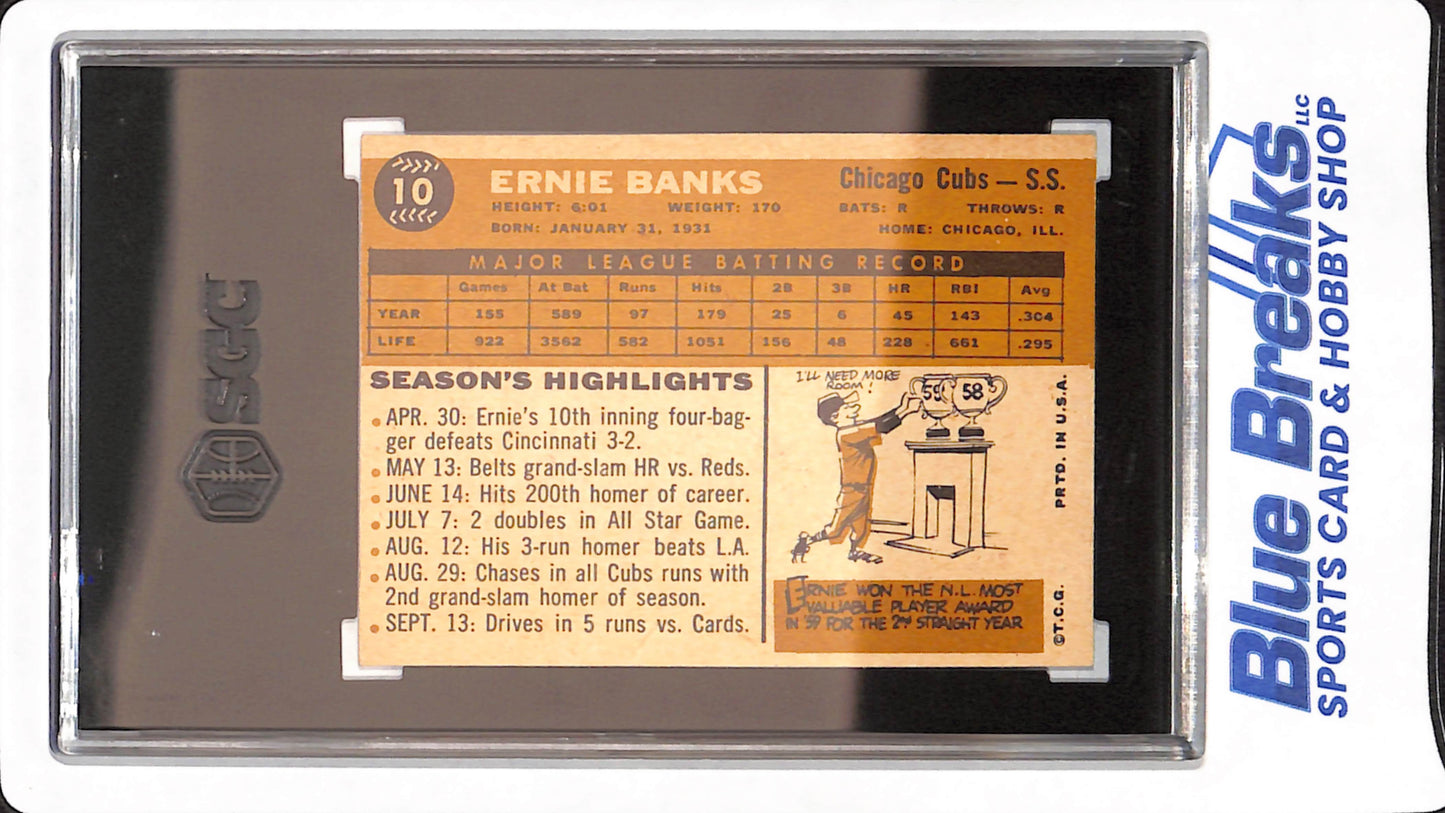 10
ERNIE BANKS
Chicago Cubs — S.S.
HEIGHT: 6:01 WEIGHT: 170 BATS: R THROWS: R
BORN: JANUARY 31, 1931 HOME: CHICAGO, ILL.
MAJOR LEAGUE BATTING RECORD
Games At Bat Runs Hits 2B 3B HR RBI Avg
YEAR 155 589 97 179 25 6 45 143 .304
LIFE 922 3562 582 1051 156 48 228 661 .295
SEASON'S HIGHLIGHTS
• APR. 30: Ernie's 10th inning four-bag-
ger defeats Cincinnati 3-2.
• MAY 13: Belts grand-slam HR vs. Reds.
• JUNE 14: Hits 200th homer of career.
• JULY 7: 2 doubles in All Star Game.
• AUG. 12: His 3-run homer beats L.A.
• AUG. 29: Chases in all Cubs runs with
2nd grand-slam homer of season.
• SEPT. 13: Drives in 5 runs vs. Cards.
I'LL NEED MORE
ROOM!
59 58
ERNIE WON THE N.L. MOST
VALUABLE PLAYER AWARD
IN '59 FOR THE 2ND STRAIGHT YEAR
©T.C.G. PRTD. IN U.S.A.
SGC
Blue Breaks LLC
SPORTS CARD & HOBBY SHOP